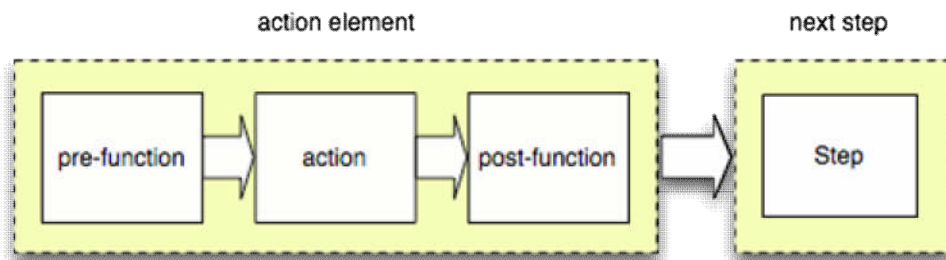 action element
next step
pre-function
action
post-function
Step